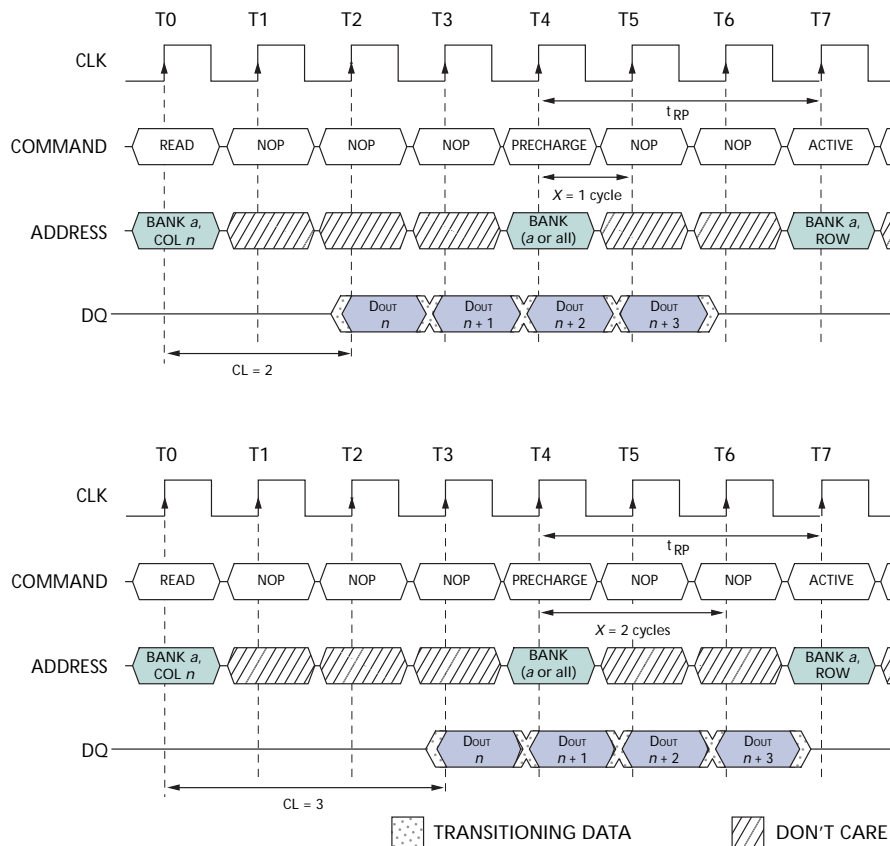 T0 T1 T2 T3 T4 T5 T6 T7
CLK
tRP
COMMAND READ NOP NOP NOP PRECHARGE NOP NOP ACTIVE
X = 1 cycle
ADDRESS BANK a, COL n BANK (a or all) BANK a, ROW
DQ DOUT n DOUT n + 1 DOUT n + 2 DOUT n + 3
CL = 2
T0 T1 T2 T3 T4 T5 T6 T7
CLK
tRP
COMMAND READ NOP NOP NOP PRECHARGE NOP NOP ACTIVE
X = 2 cycles
ADDRESS BANK a, COL n BANK (a or all) BANK a, ROW
DQ DOUT n DOUT n + 1 DOUT n + 2 DOUT n + 3
CL = 3
TRANSITIONING DATA DON'T CARE